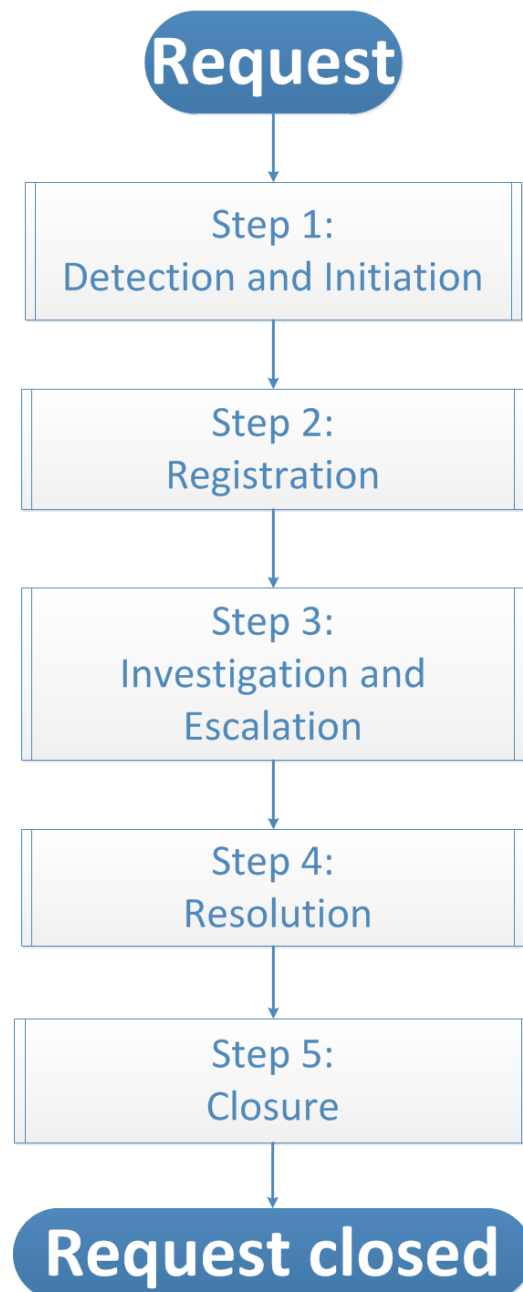 Request
Step 1:
Detection and Initiation
Step 2:
Registration
Step 3:
Investigation and
Escalation
Step 4:
Resolution
Step 5:
Closure
Request closed